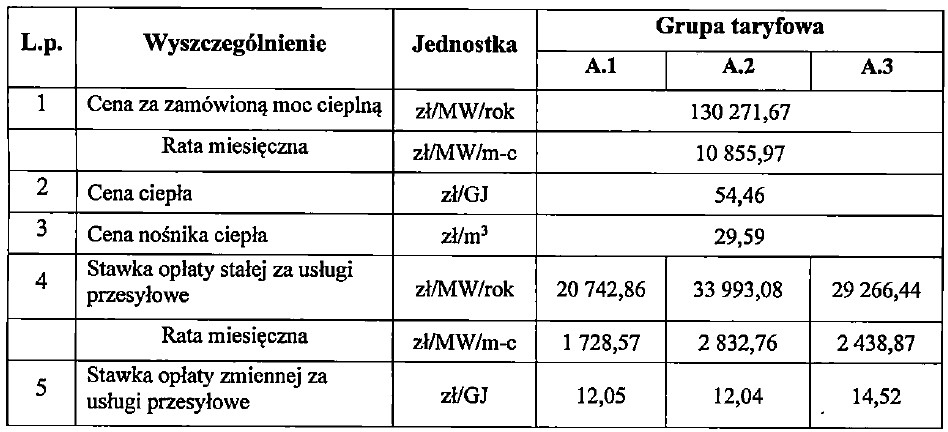 L.p. Wyszczególnienie Jednostka Grupa taryfowa
A.1 A.2 A.3
1 Cena za zamówioną moc cieplną zł/MW/rok 130 271,67
Rata miesięczna zł/MW/m-c 10 855,97
2 Cena ciepła zł/GJ 54,46
3 Cena nośnika ciepła zł/m³ 29,59
4 Stawka opłaty stałej za usługi
przesyłowe zł/MW/rok 20 742,86 33 993,08 29 266,44
Rata miesięczna zł/MW/m-c 1 728,57 2 832,76 2 438,87
5 Stawka opłaty zmiennej za
usługi przesyłowe zł/GJ 12,05 12,04 14,52